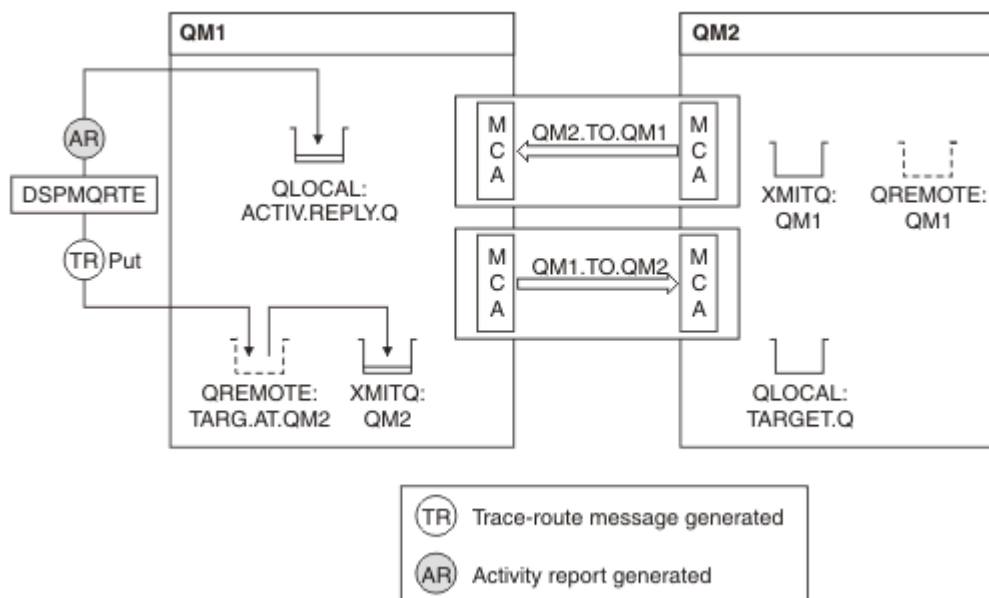 QM1
QM2
AR
DSPMQRTE
TR Put
QLOCAL:
ACTIV.REPLY.Q
QREMOTE:
TARG.AT.QM2
XMITQ:
QM2
M
C
A
QM2.TO.QM1
M
C
A
M
C
A
QM1.TO.QM2
M
C
A
XMITQ:
QM1
QREMOTE:
QM1
QLOCAL:
TARGET.Q
TR Trace-route message generated
AR Activity report generated